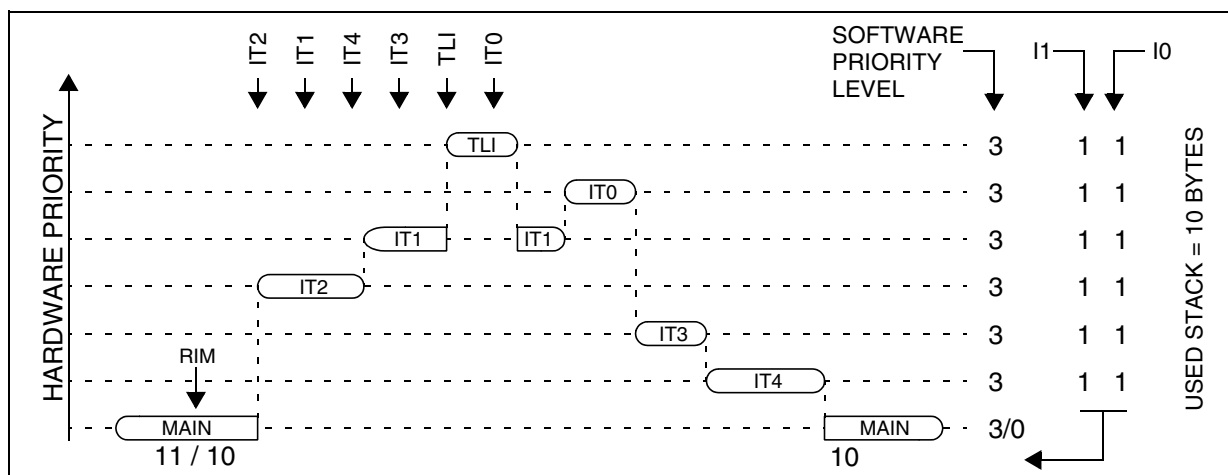 IT2
IT1
IT4
IT3
TLI
IT0
SOFTWARE
PRIORITY
LEVEL
I1
I0
HARDWARE PRIORITY
TLI
3 1 1
IT0
3 1 1
IT1 IT1
3 1 1
IT2
3 1 1
IT3
3 1 1
RIM
IT4
3 1 1
MAIN MAIN
3/0
11 / 10
10
USED STACK = 10 BYTES